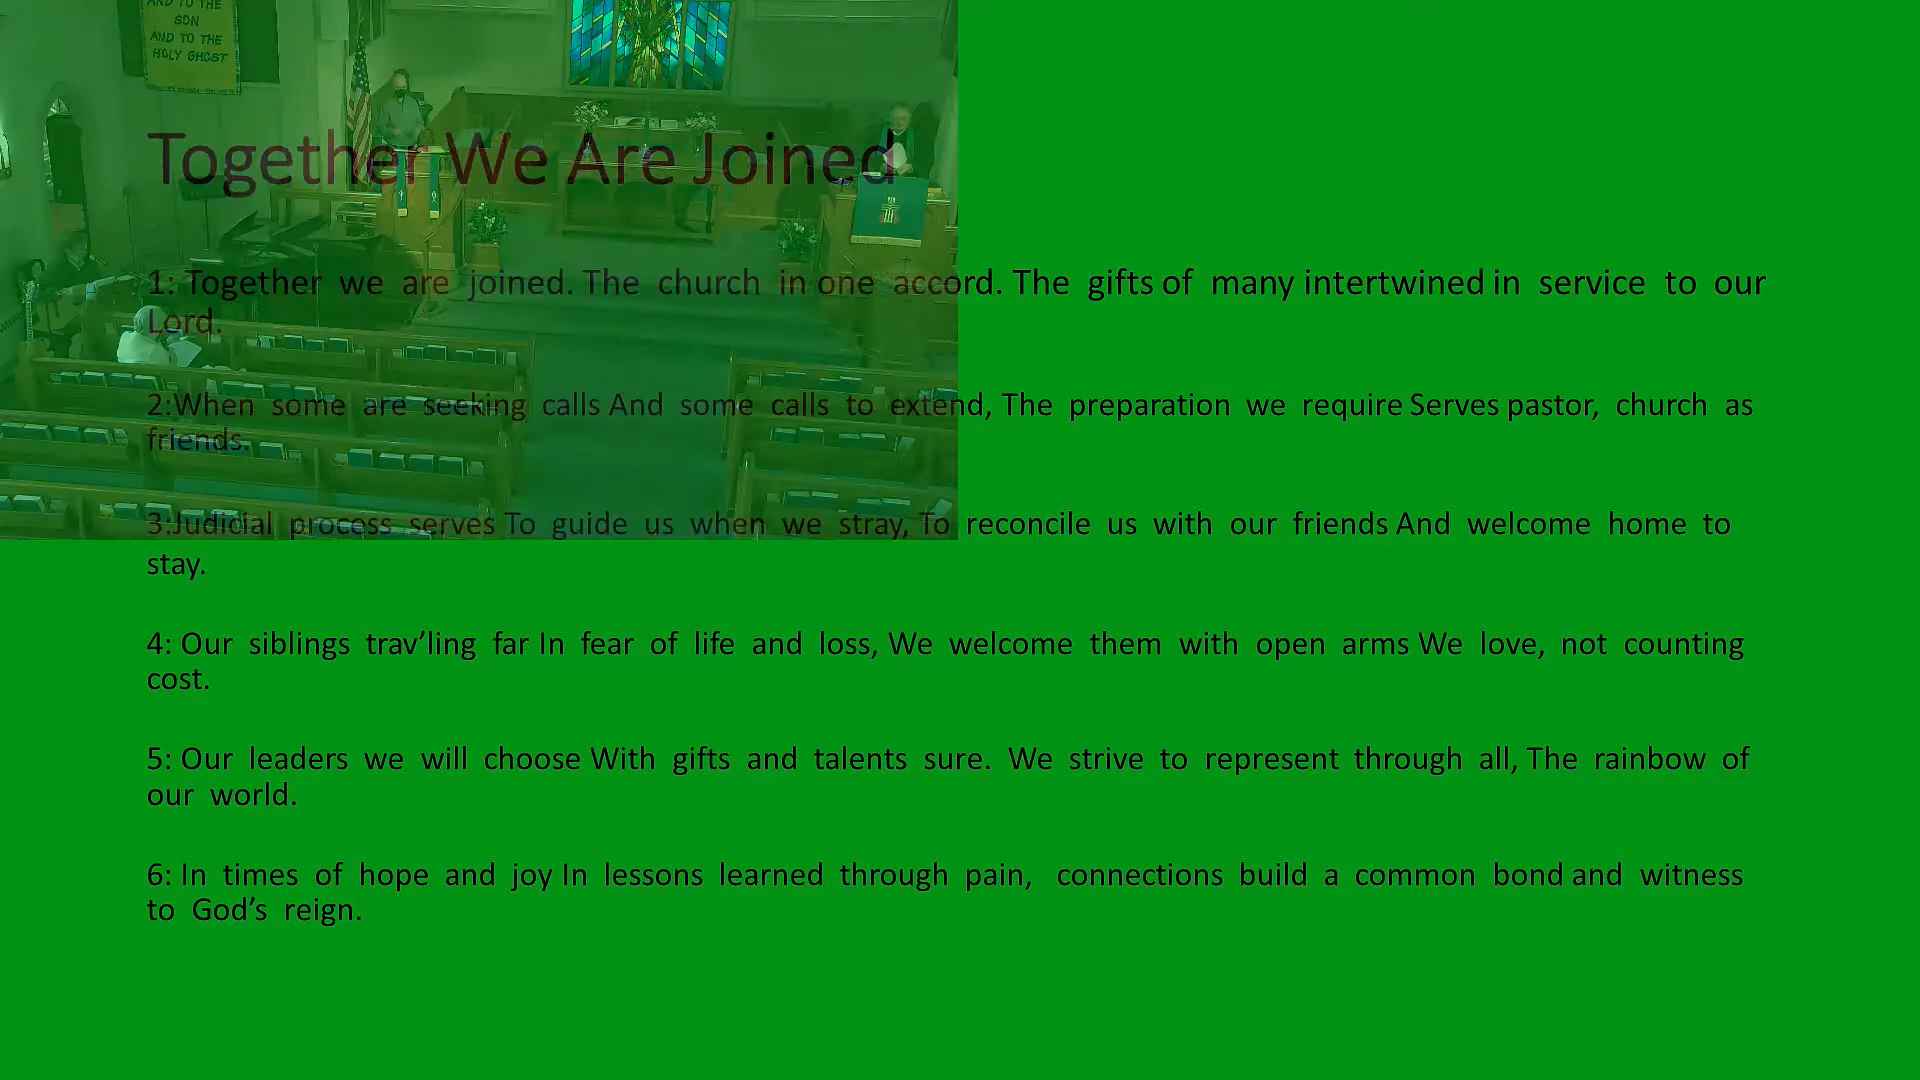 AND TO THE
SON
AND TO THE
HOLY GHOST
Together We Are Joined
1: Together we are joined. The church in one accord. The gifts of many intertwined in service to our
Lord.
2:When some are seeking calls And some calls to extend, The preparation we require Serves pastor, church as
friends.
3:Judicial process serves To guide us when we stray, To reconcile us with our friends And welcome home to
stay.
4: Our siblings trav’ling far In fear of life and loss, We welcome them with open arms We love, not counting
cost.
5: Our leaders we will choose With gifts and talents sure. We strive to represent through all, The rainbow of
our world.
6: In times of hope and joy In lessons learned through pain, connections build a common bond and witness
to God’s reign.